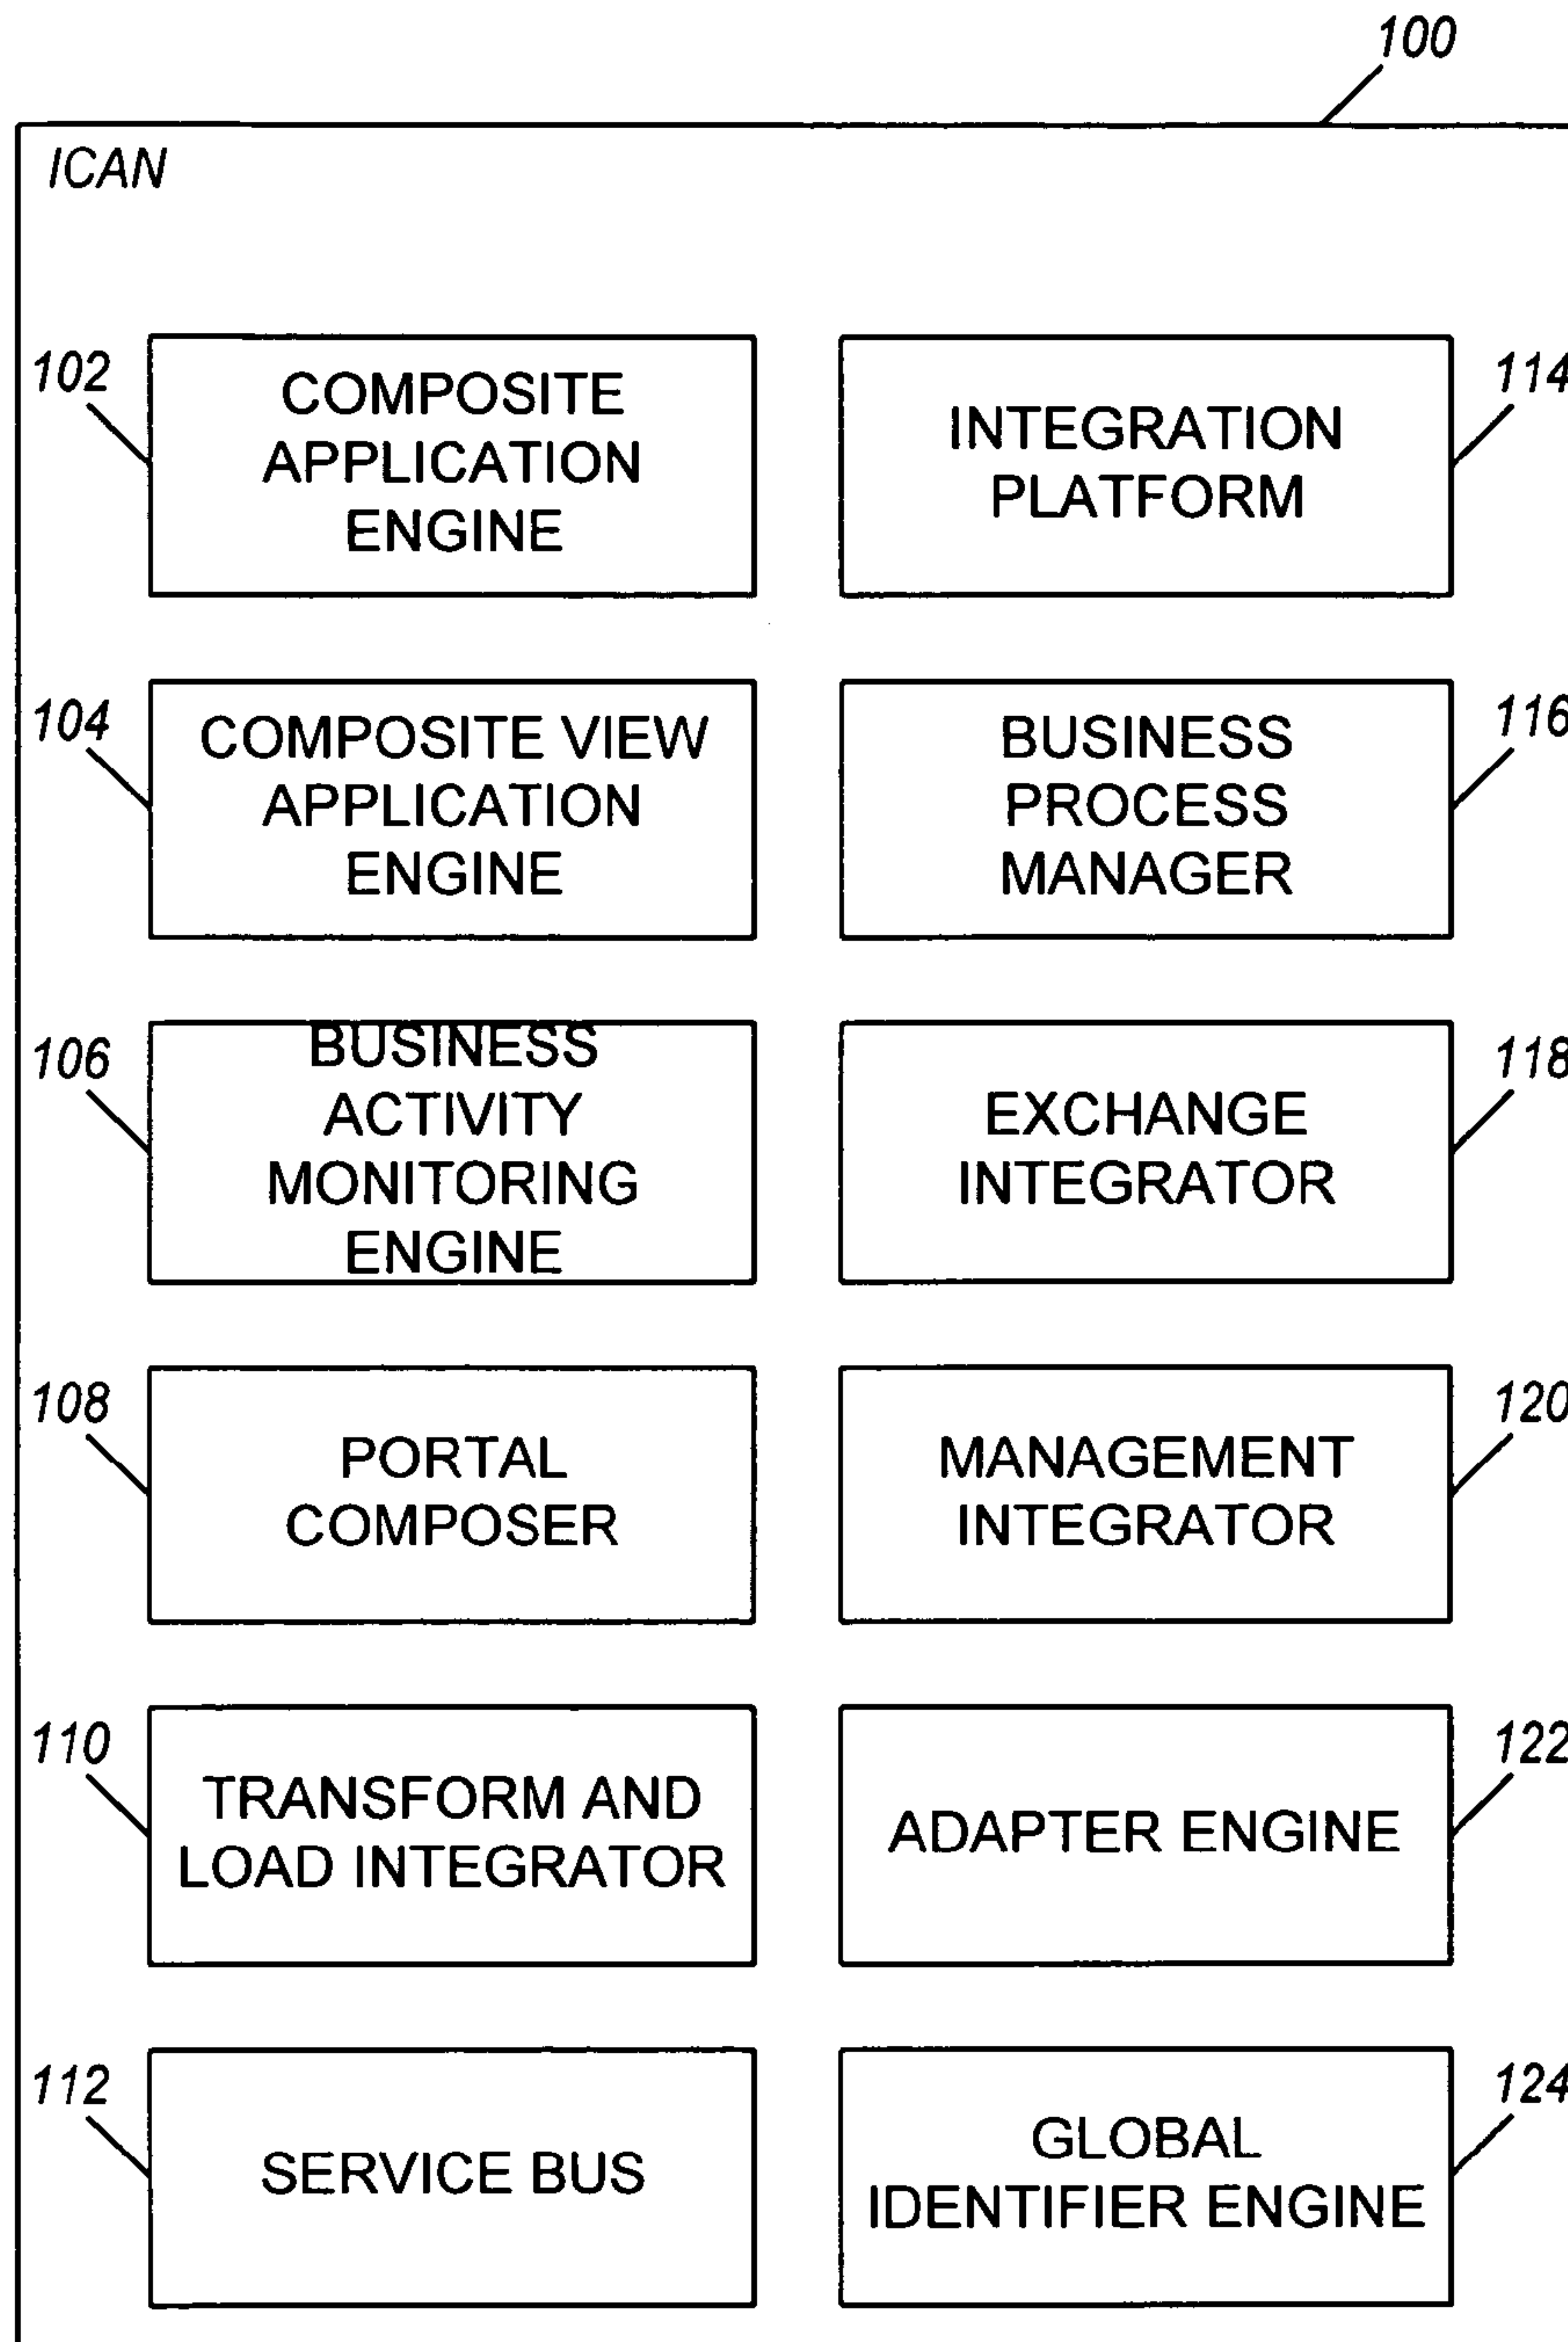 100
ICAN
102
COMPOSITE
APPLICATION
ENGINE
INTEGRATION
PLATFORM
114
104
COMPOSITE VIEW
APPLICATION
ENGINE
BUSINESS
PROCESS
MANAGER
116
106
BUSINESS
ACTIVITY
MONITORING
ENGINE
EXCHANGE
INTEGRATOR
118
108
PORTAL
COMPOSER
MANAGEMENT
INTEGRATOR
120
110
TRANSFORM AND
LOAD INTEGRATOR
ADAPTER ENGINE
122
112
SERVICE BUS
GLOBAL
IDENTIFIER ENGINE
124